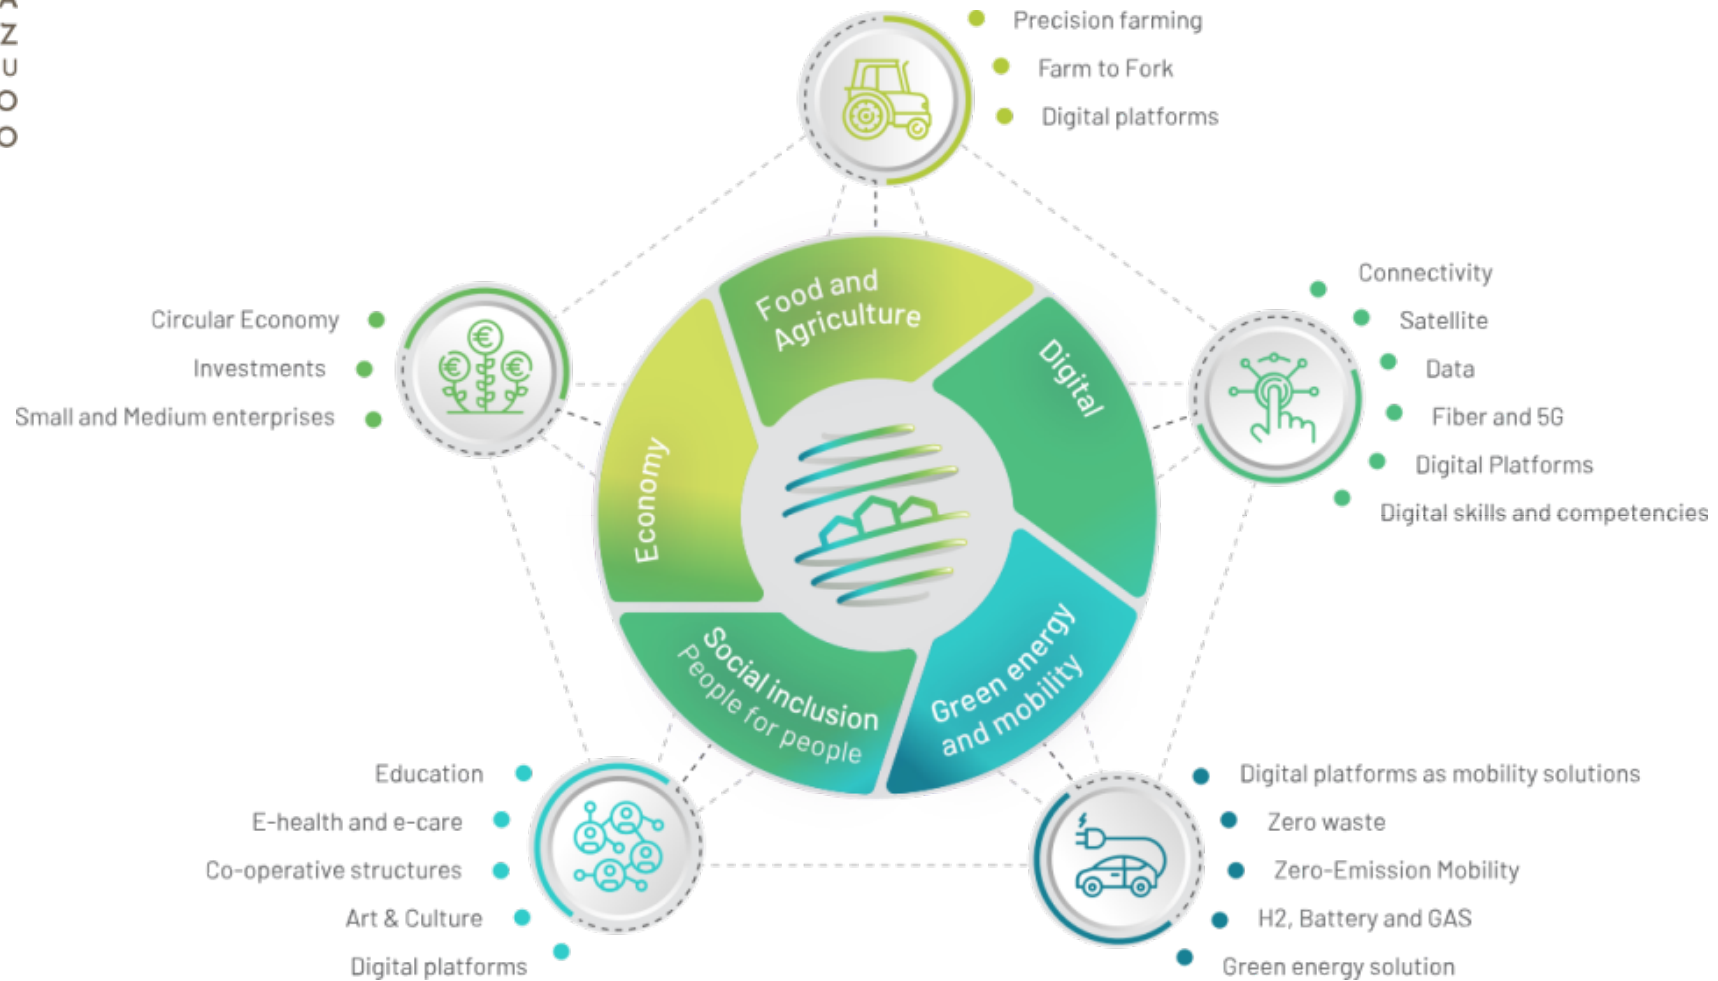 Z
U
O
O
Precision farming
Farm to Fork
Digital platforms
Food and
Agriculture
Digital
Connectivity
Satellite
Data
Fiber and 5G
Digital Platforms
Digital skills and competencies
Circular Economy
Investments
Small and Medium enterprises
Economy
Social inclusion
People for people
Green energy
and mobility
Education
E-health and e-care
Co-operative structures
Art & Culture
Digital platforms
Digital platforms as mobility solutions
Zero waste
Zero-Emission Mobility
H2, Battery and GAS
Green energy solution